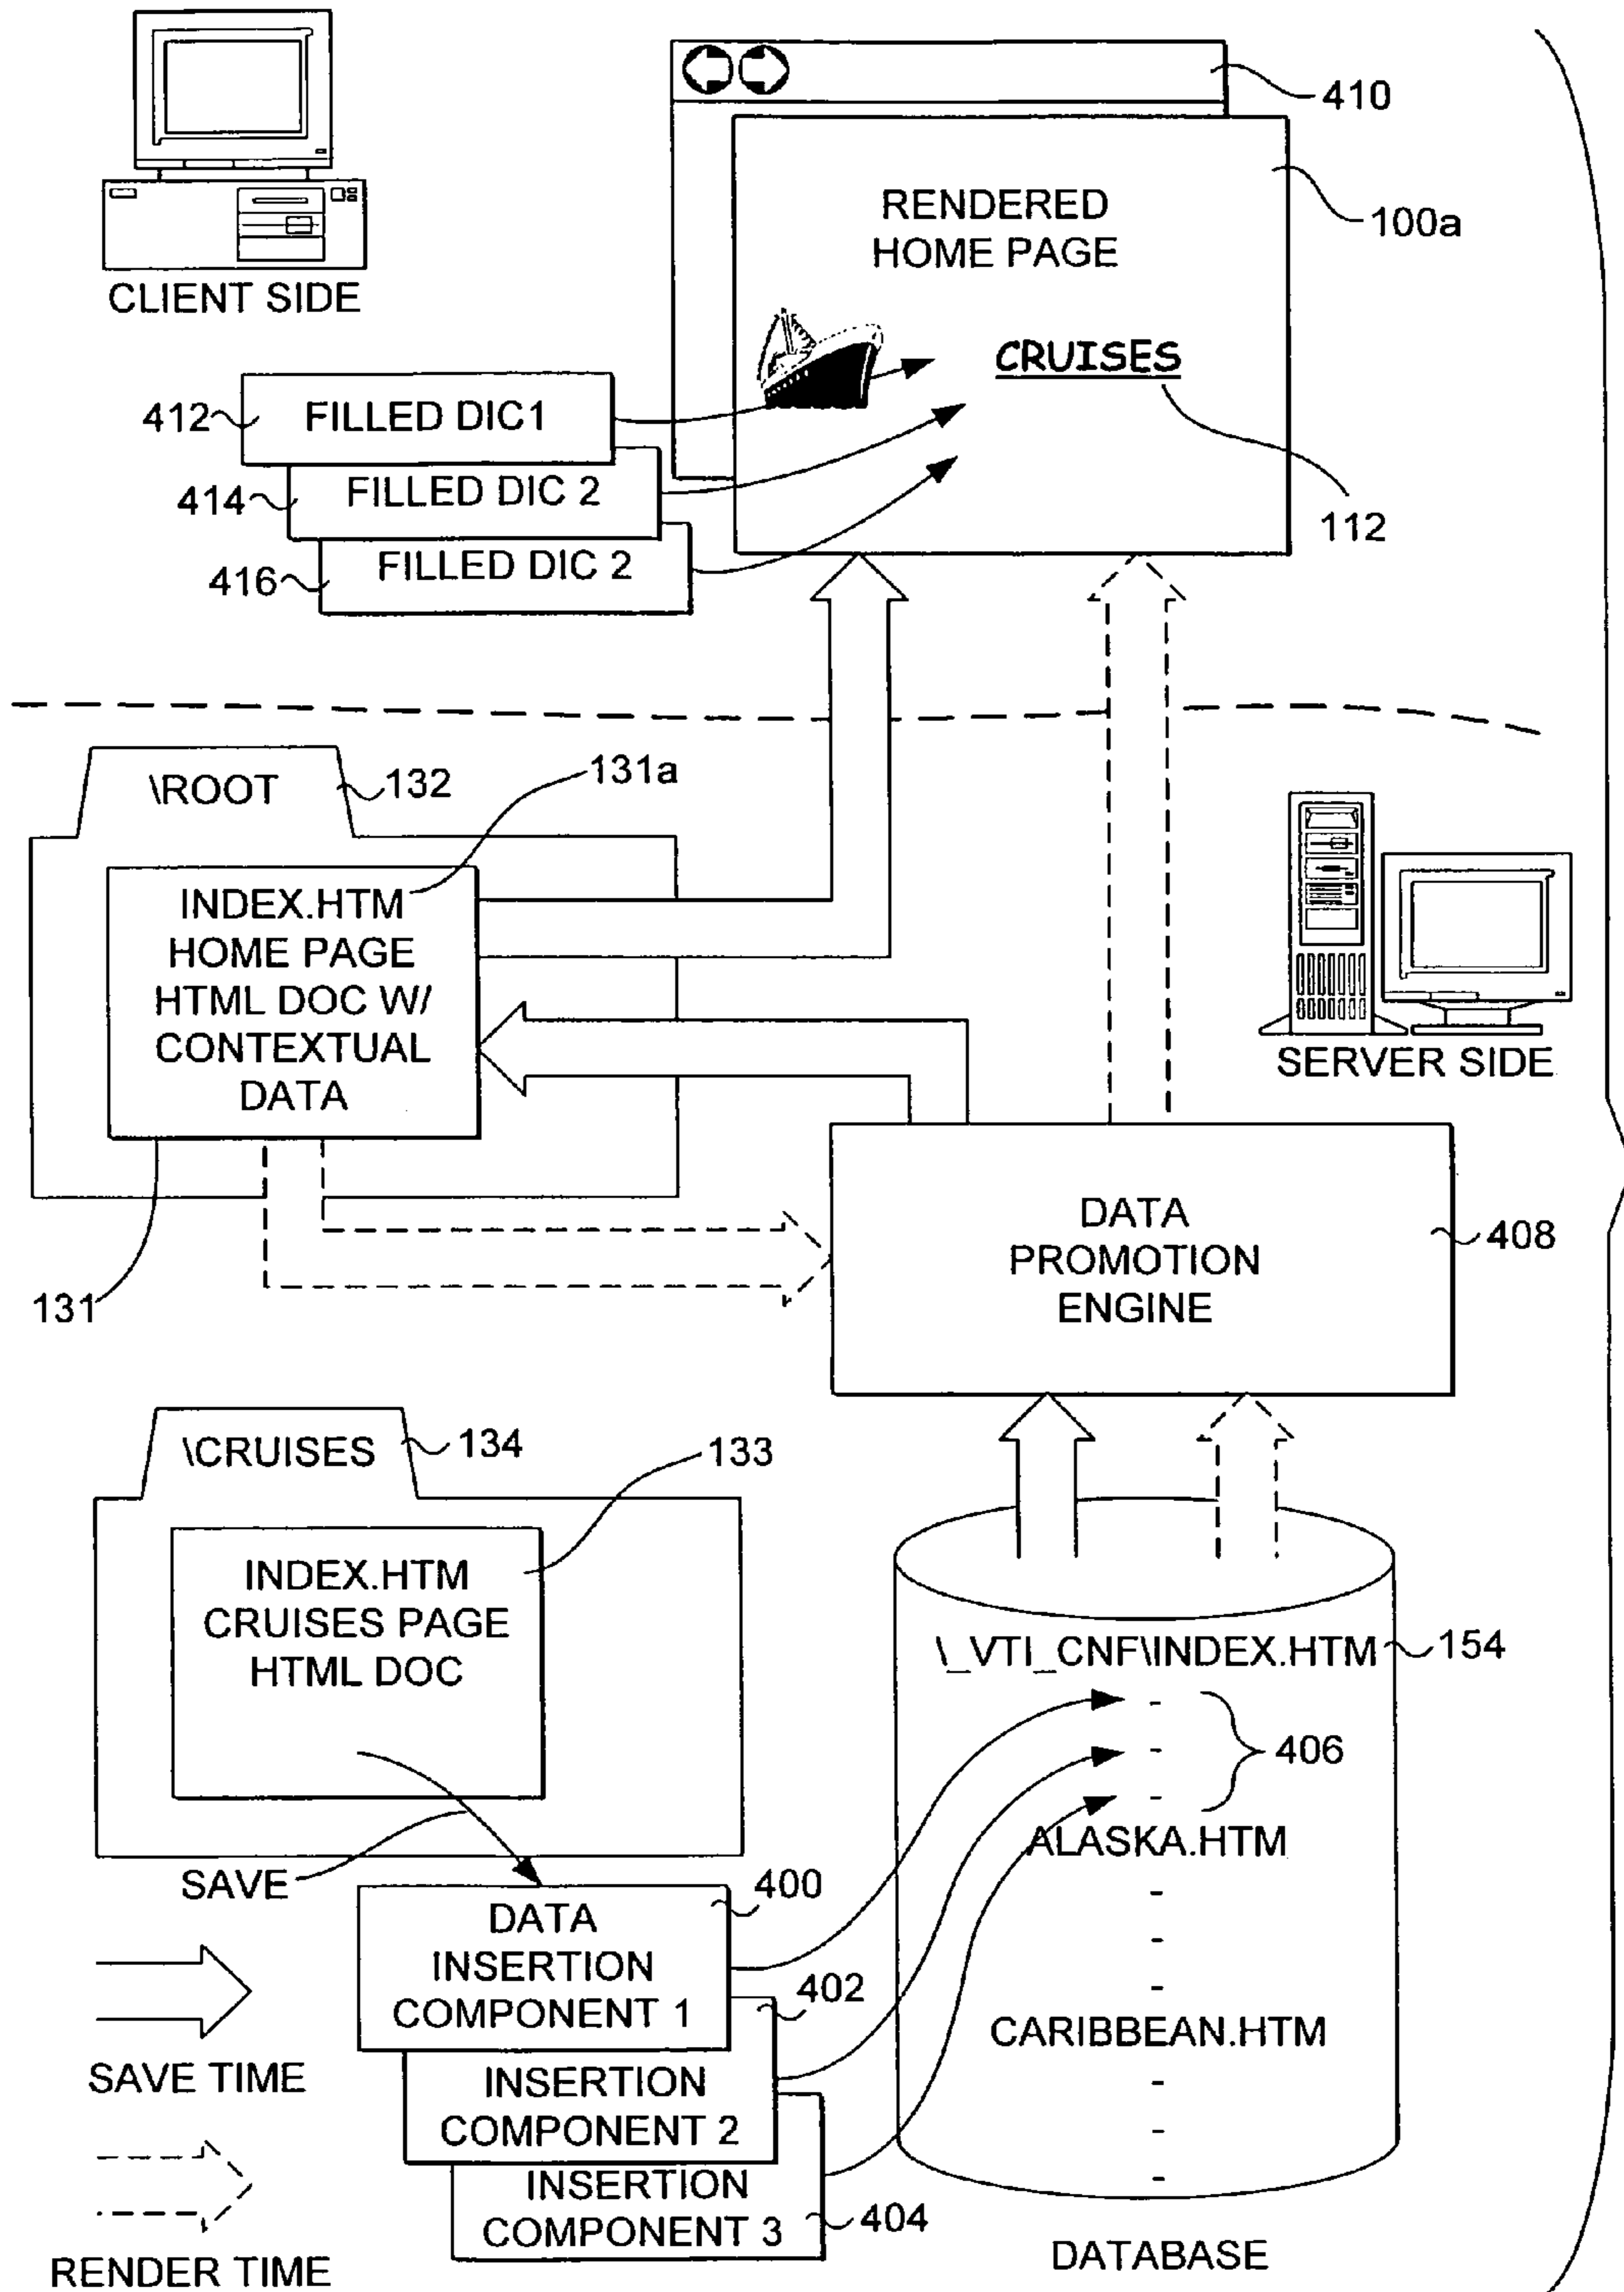 CLIENT SIDE
410
RENDERED
HOME PAGE
100a
CRUISES
112
412
FILLED DIC1
414
FILLED DIC 2
416
FILLED DIC 2
\ROOT
132
131a
INDEX.HTM
HOME PAGE
HTML DOC W/
CONTEXTUAL
DATA
131
SERVER SIDE
DATA
PROMOTION
ENGINE
408
\CRUISES
134
133
INDEX.HTM
CRUISES PAGE
HTML DOC
SAVE
\_VTI_CNF\INDEX.HTM
154
-
-
-
406
ALASKA.HTM
-
-
-
CARIBBEAN.HTM
-
-
-
DATABASE
400
DATA
INSERTION
COMPONENT 1
402
INSERTION
COMPONENT 2
INSERTION
COMPONENT 3
404
SAVE TIME
RENDER TIME